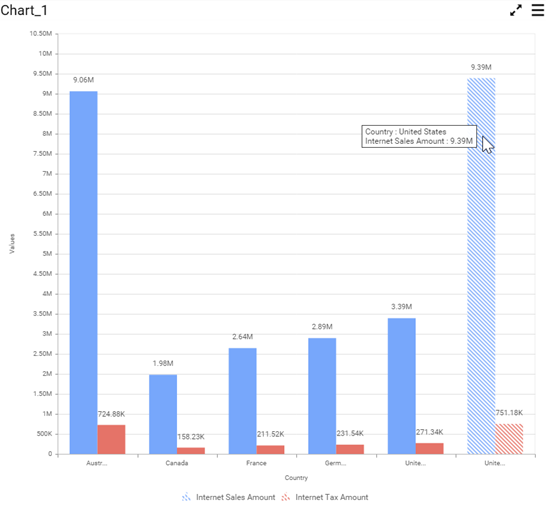 Chart_1
10.50M
10M
9.50M
9M
8.50M
8M
7.50M
7M
6.50M
6M
5.50M
5M
4.50M
4M
3.50M
3M
2.50M
2M
1.50M
1M
500K
0
Values
9.06M
724.88K
1.98M
158.23K
2.64M
211.52K
2.89M
231.54K
3.39M
271.34K
9.39M
751.18K
Country : United States
Internet Sales Amount : 9.39M
Austr... Canada France Germ... Unite... Unite...
Country
Internet Sales Amount Internet Tax Amount